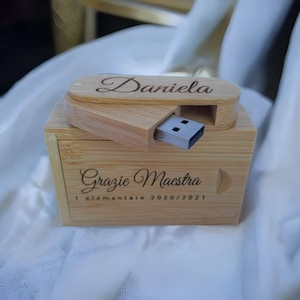 Daniela
Grazie Maestra
1 elementare 2020/2021